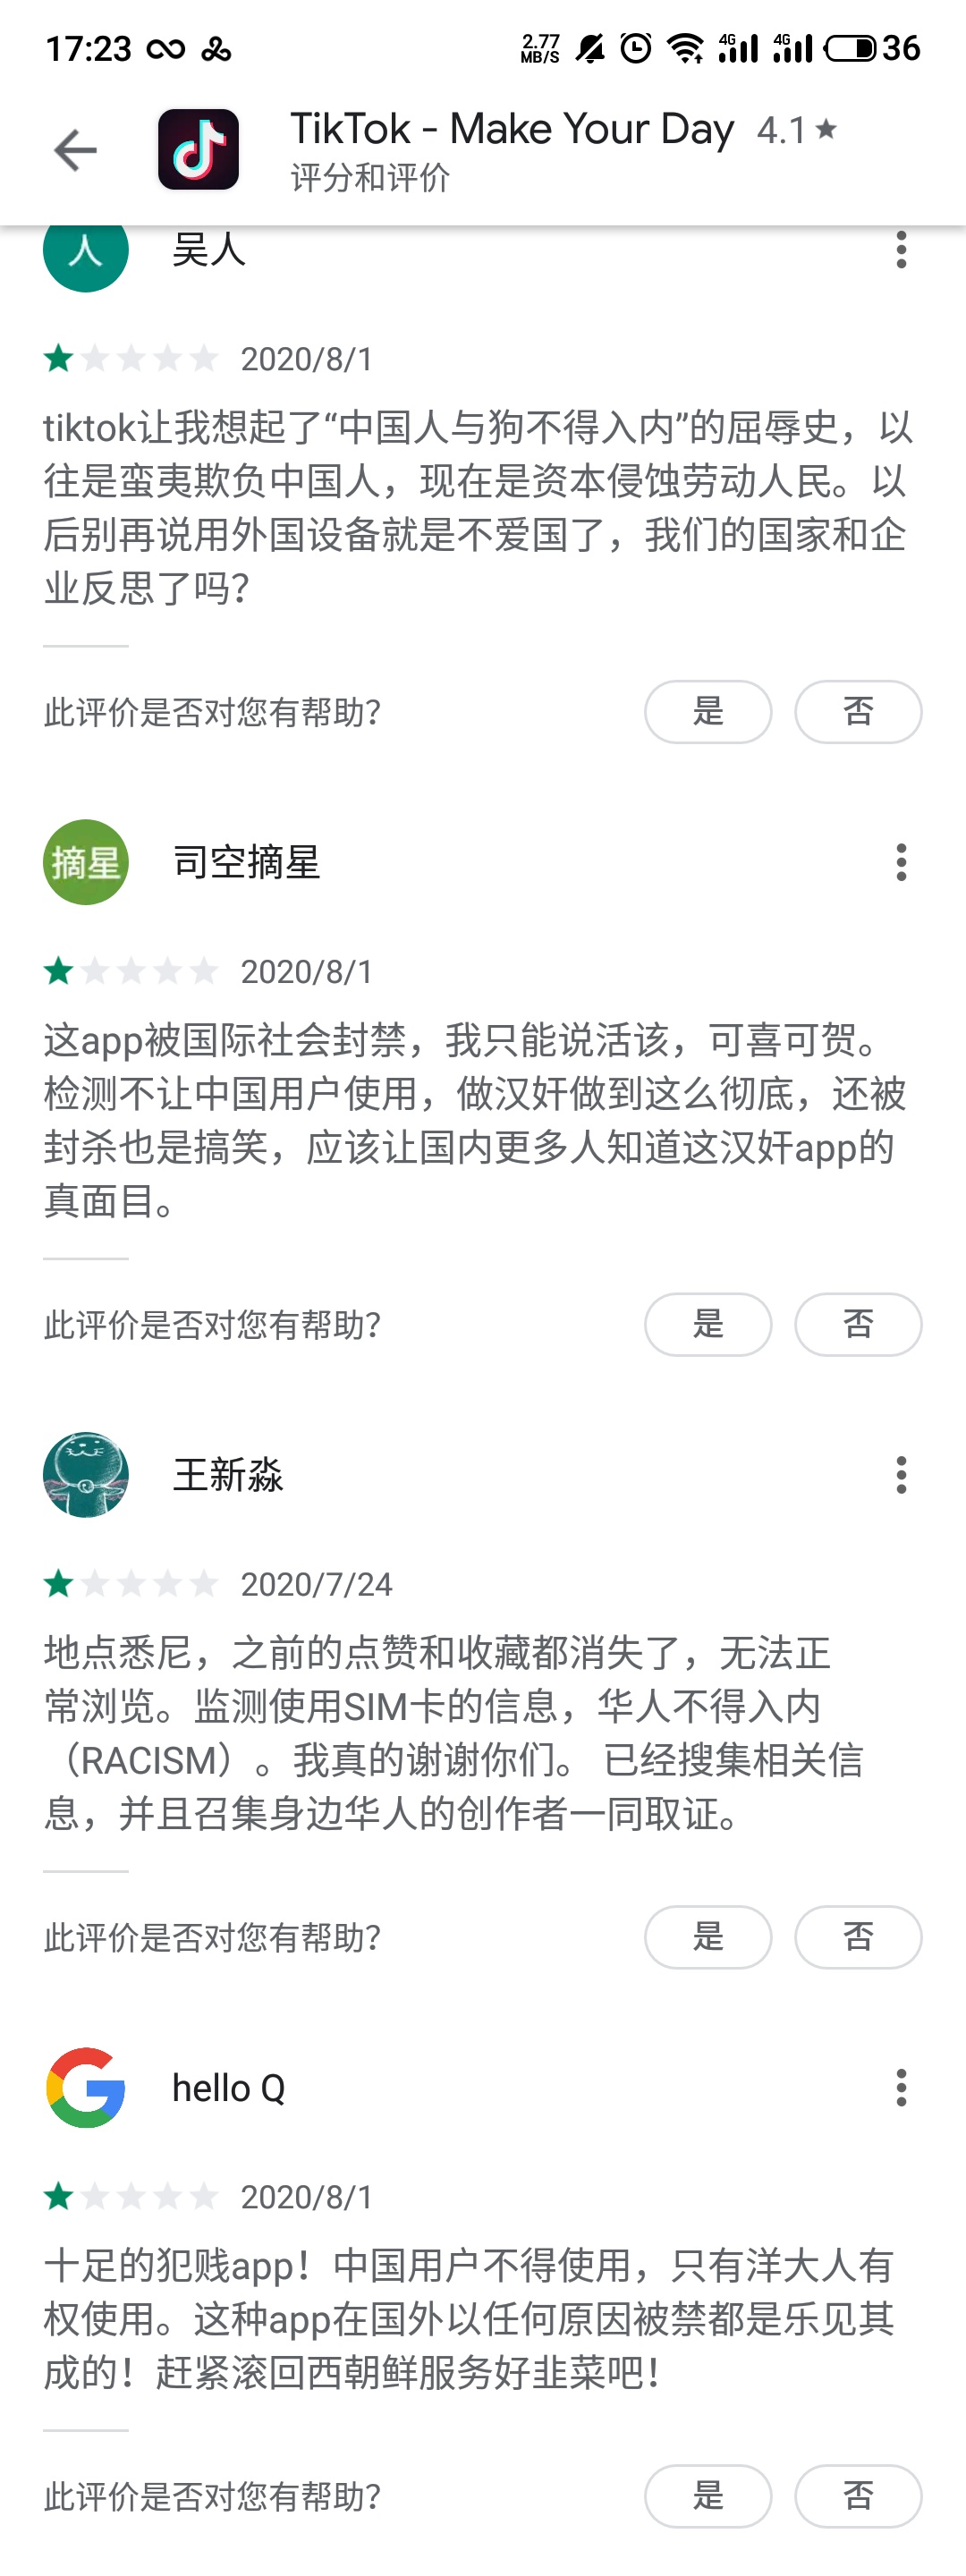 17:23
2.77
MB/S
4G
4G
36
TikTok - Make Your Day 4.1★
评分和评价
人
吴人
2020/8/1
tiktok让我想起了“中国人与狗不得入内”的屈辱史，以
往是蛮夷欺负中国人，现在是资本侵蚀劳动人民。以
后别再说用外国设备就是不爱国了，我们的国家和企
业反思了吗？
此评价是否对您有帮助？ 是 否
摘星
司空摘星
2020/8/1
这app被国际社会封禁，我只能说活该，可喜可贺。
检测不让中国用户使用，做汉奸做到这么彻底，还被
封杀也是搞笑，应该让国内更多人知道这汉奸app的
真面目。
此评价是否对您有帮助？ 是 否
王新淼
2020/7/24
地点悉尼，之前的点赞和收藏都消失了，无法正
常浏览。监测使用SIM卡的信息，华人不得入内
（RACISM）。我真的谢谢你们。 已经搜集相关信
息，并且召集身边华人的创作者一同取证。
此评价是否对您有帮助？ 是 否
hello Q
2020/8/1
十足的犯贱app！中国用户不得使用，只有洋大人有
权使用。这种app在国外以任何原因被禁都是乐见其
成的！赶紧滚回西朝鲜服务好韭菜吧！
此评价是否对您有帮助？ 是 否